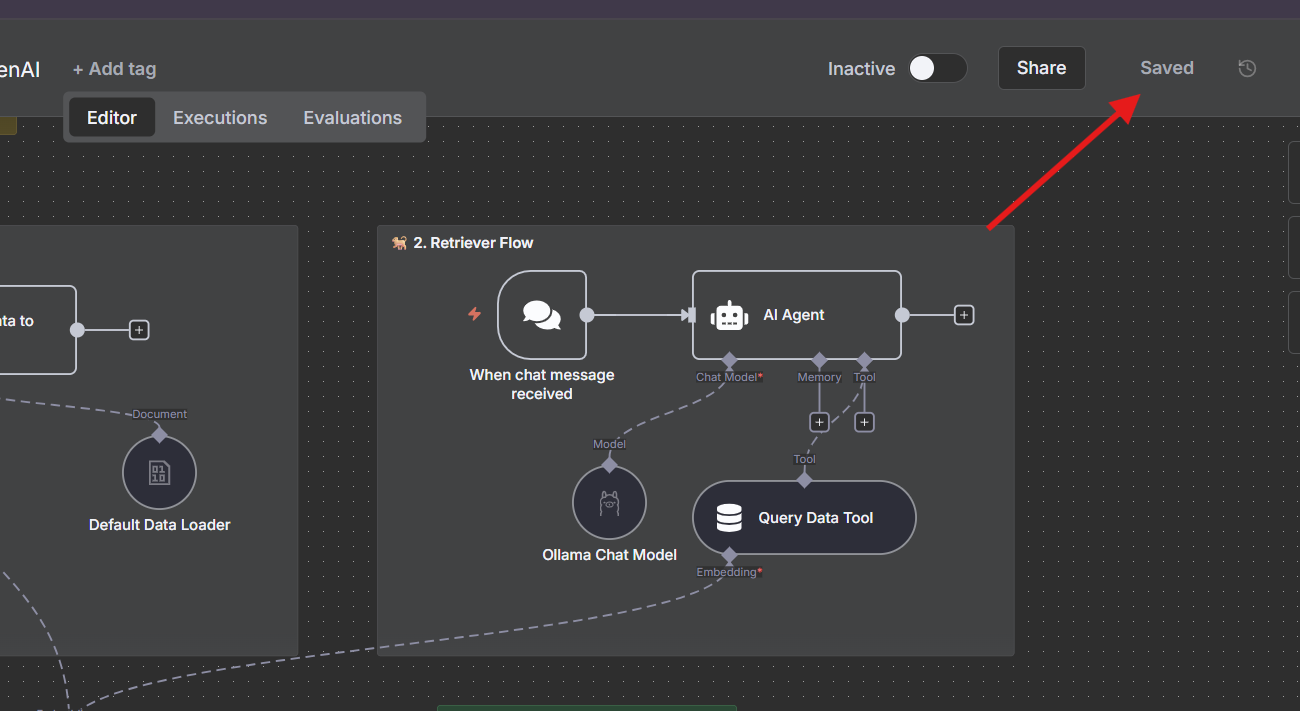 enAI
+ Add tag
Inactive
Share
Saved
Editor
Executions
Evaluations
2. Retriever Flow
ta to
AI Agent
When chat message
received
Chat Model*
Memory
Tool
Document
Model
Tool
Default Data Loader
Query Data Tool
Ollama Chat Model
Embedding*